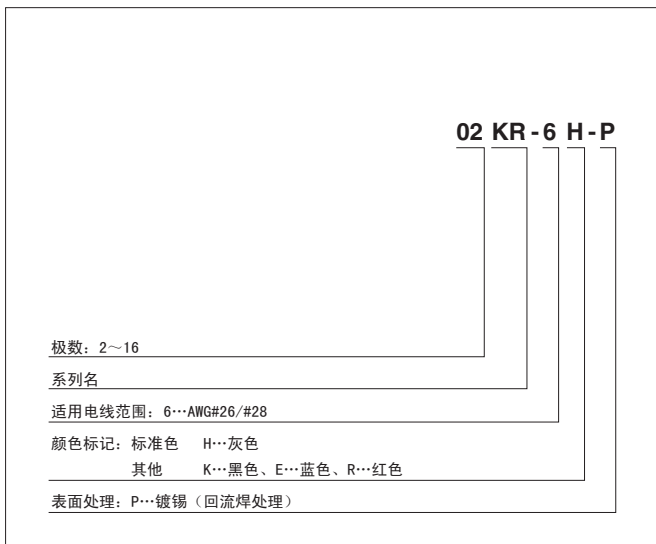 02 KR-6 H-P
极数：2～16
系列名
适用电线范围：6…AWG#26/#28
颜色标记：标准色 H…灰色
其他 K…黑色、E…蓝色、R…红色
表面处理：P…镀锡（回流焊处理）